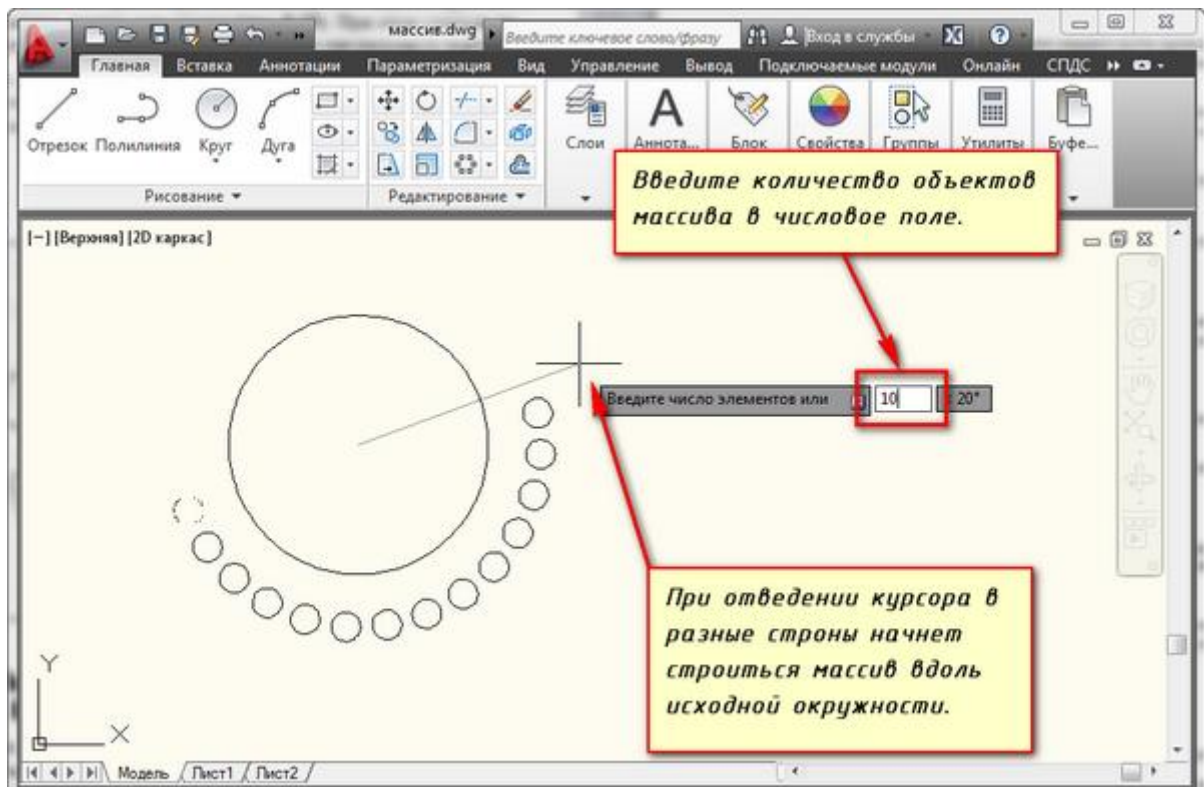 массив.dwg
Введите ключевое слово/фразу
Вход в службы
Главная Вставка Аннотации Параметризация Вид Управление Вывод Подключаемые модули Онлайн СПДС
Отрезок Полилиния Круг Дуга
Слои Аннота... Блок Свойства Группы Утилиты Буфе...
Рисование Редактирование
Введите количество объектов
массива в числовое поле.
[−] [Верхняя] [2D каркас]
Введите число элементов или 10 20°
При отведении курсора в
разные строны начнет
строиться массив вдоль
исходной окружности.
Y
X
Модель Лист1 Лист2